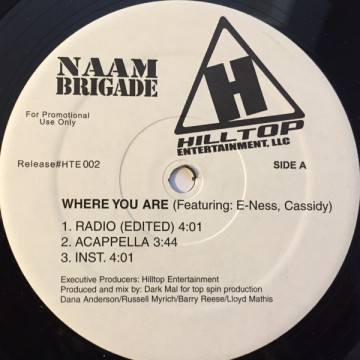 NAAM
BRIGADE
H
HILLTOP
ENTERTAINMENT, LLC
For Promotional
Use Only
Release#HTE 002
SIDE A
WHERE YOU ARE (Featuring: E-Ness, Cassidy)
1. RADIO (EDITED) 4:01
2. ACAPPELLA 3:44
3. INST. 4:01
Executive Producers: Hilltop Entertainment
Produced and mix by: Dark Mal for top spin production
Dana Anderson/Russell Myrich/Barry Reese/Lloyd Mathis